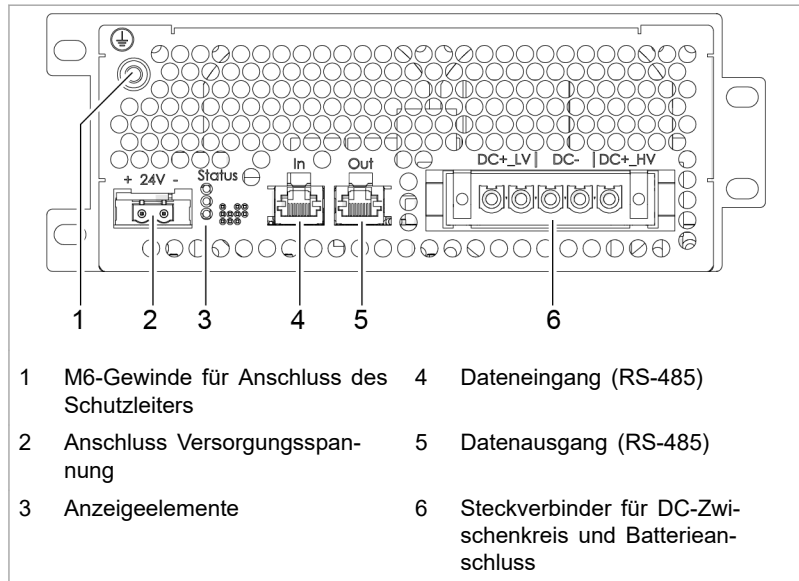 + 24V -
Status
In
Out
DC+_LV
DC-
DC+_HV
1
2
3
4
5
6
1 M6-Gewinde für Anschluss des
Schutzleiters
2 Anschluss Versorgungsspan-
nung
3 Anzeigeelemente
4 Dateneingang (RS-485)
5 Datenausgang (RS-485)
6 Steckverbinder für DC-Zwi-
schenkreis und Batteriean-
schluss